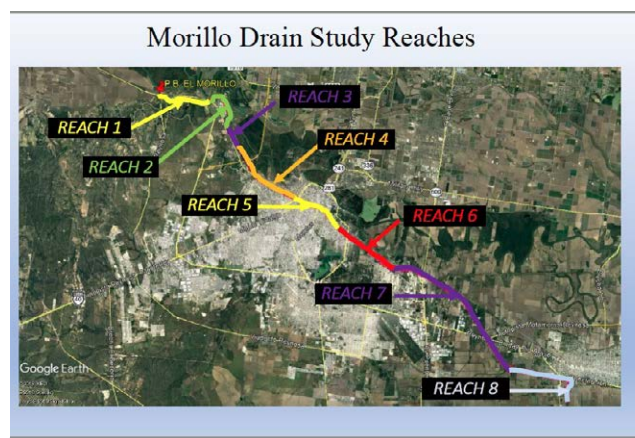 Morillo Drain Study Reaches
P.B. EL MORILLO
REACH 3
REACH 1
REACH 2
REACH 4
REACH 5
REACH 6
REACH 7
REACH 8
Google Earth
281